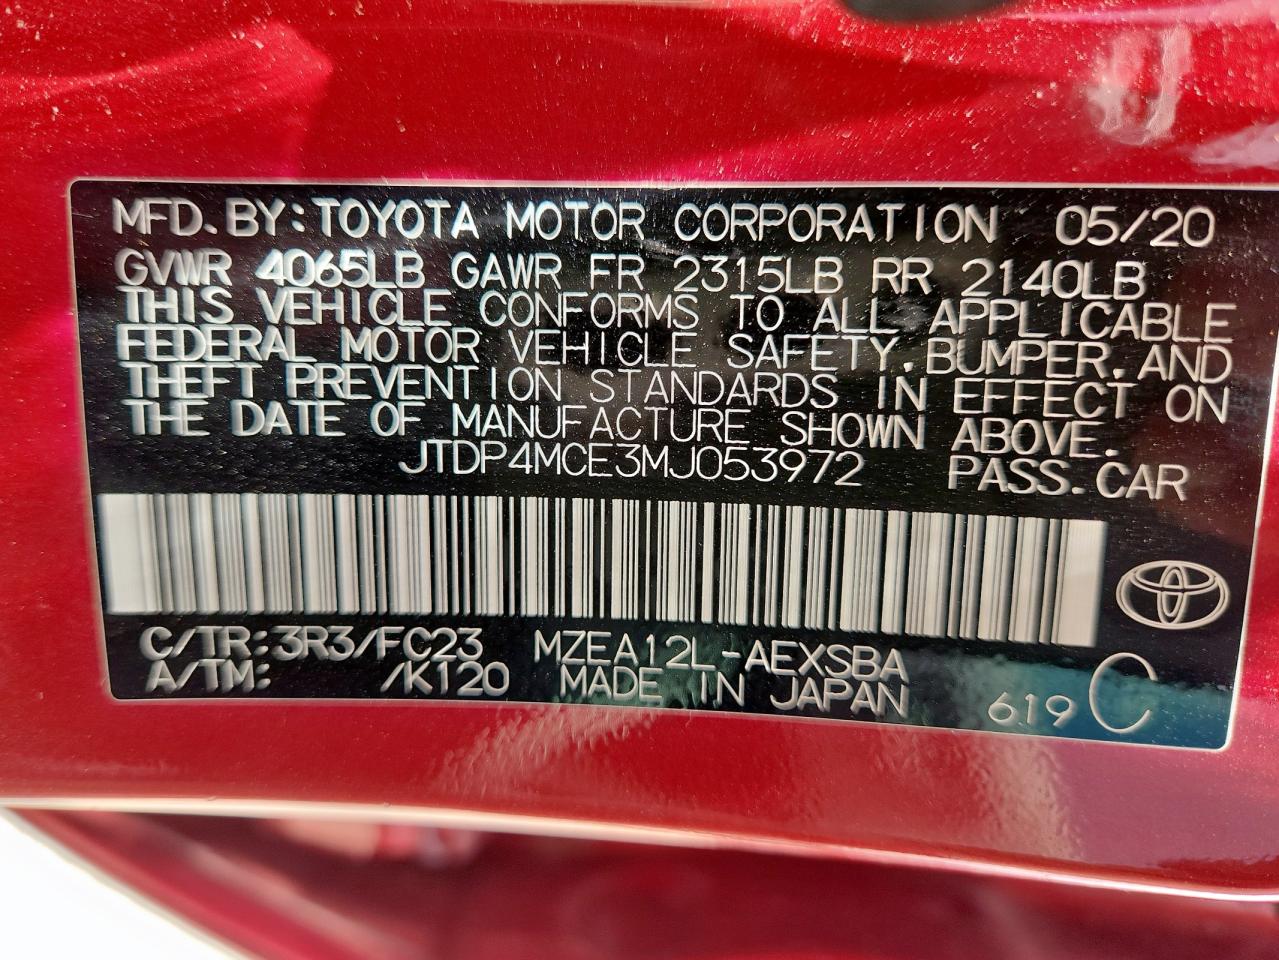 MFD. BY: TOYOTA MOTOR CORPORATION 05/20
GVWR 4065LB GAWR FR 2315LB RR 2140LB
THIS VEHICLE CONFORMS TO ALL APPLICABLE
FEDERAL MOTOR VEHICLE SAFETY, BUMPER, AND
THEFT PREVENTION STANDARDS IN EFFECT ON
THE DATE OF MANUFACTURE SHOWN ABOVE.
JTDP4MCE3MJ053972 PASS. CAR
C/TR: 3R3/FC23 MZEA12L-AEXSBA
A/TM: /K120 MADE IN JAPAN 619 C